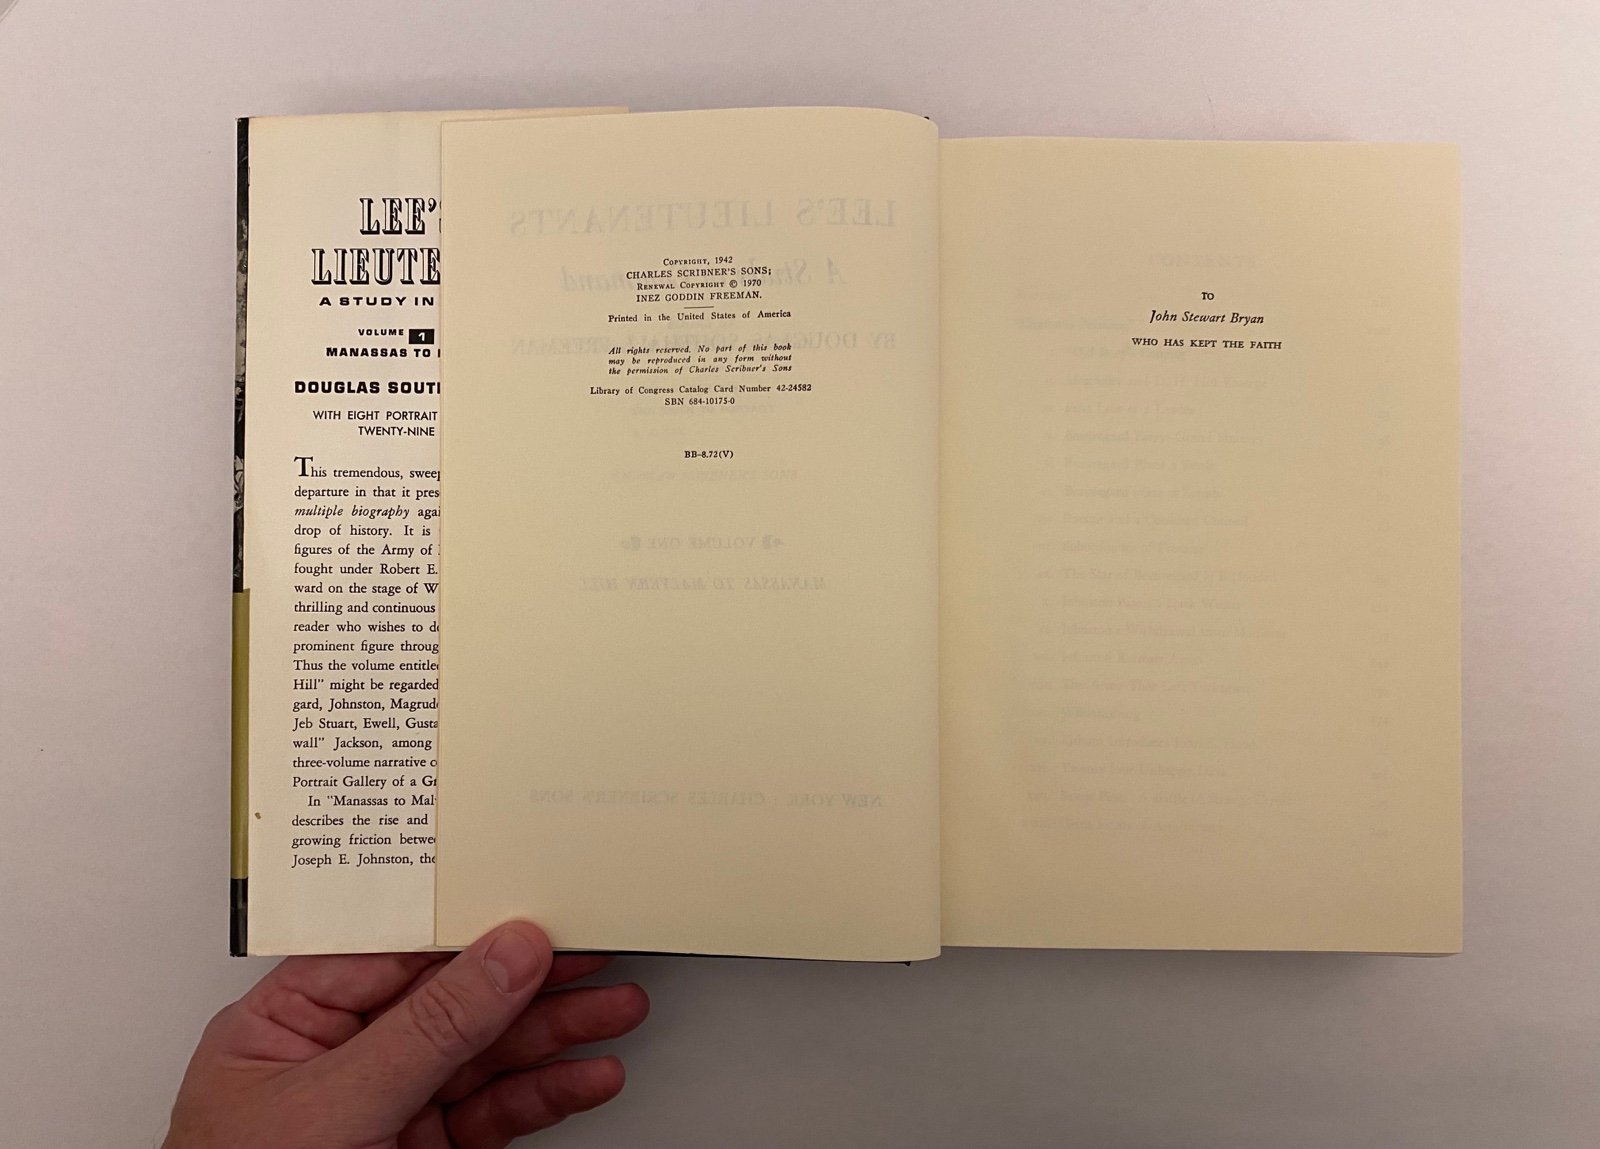 LEE'S
LIEUTE
A STUDY IN
VOLUME 1
MANASSAS TO
DOUGLAS SOUT
WITH EIGHT PORTRAIT
TWENTY-NINE
This tremendous, sweep
departure in that it pres
multiple biography agai
drop of history. It is
figures of the Army of
fought under Robert E.
ward on the stage of W
thrilling and continuous
reader who wishes to de
prominent figure throug
Thus the volume entitled
Hill" might be regarded
gard, Johnston, Magrud
Jeb Stuart, Ewell, Gusta
wall" Jackson, among
three-volume narrative
Portrait Gallery of a Gr
In "Manassas to Mal
describes the rise and
growing friction betwee
Joseph E. Johnston, the
Copyright, 1942
CHARLES SCRIBNER'S SONS;
Renewal Copyright © 1970
INEZ GODDIN FREEMAN.
Printed in the United States of America
All rights reserved. No part of this book
may be reproduced in any form without
the permission of Charles Scribner's Sons
Library of Congress Catalog Card Number 42-24582
SBN 684-10175-0
BB-8.72(V)
TO
John Stewart Bryan
WHO HAS KEPT THE FAITH